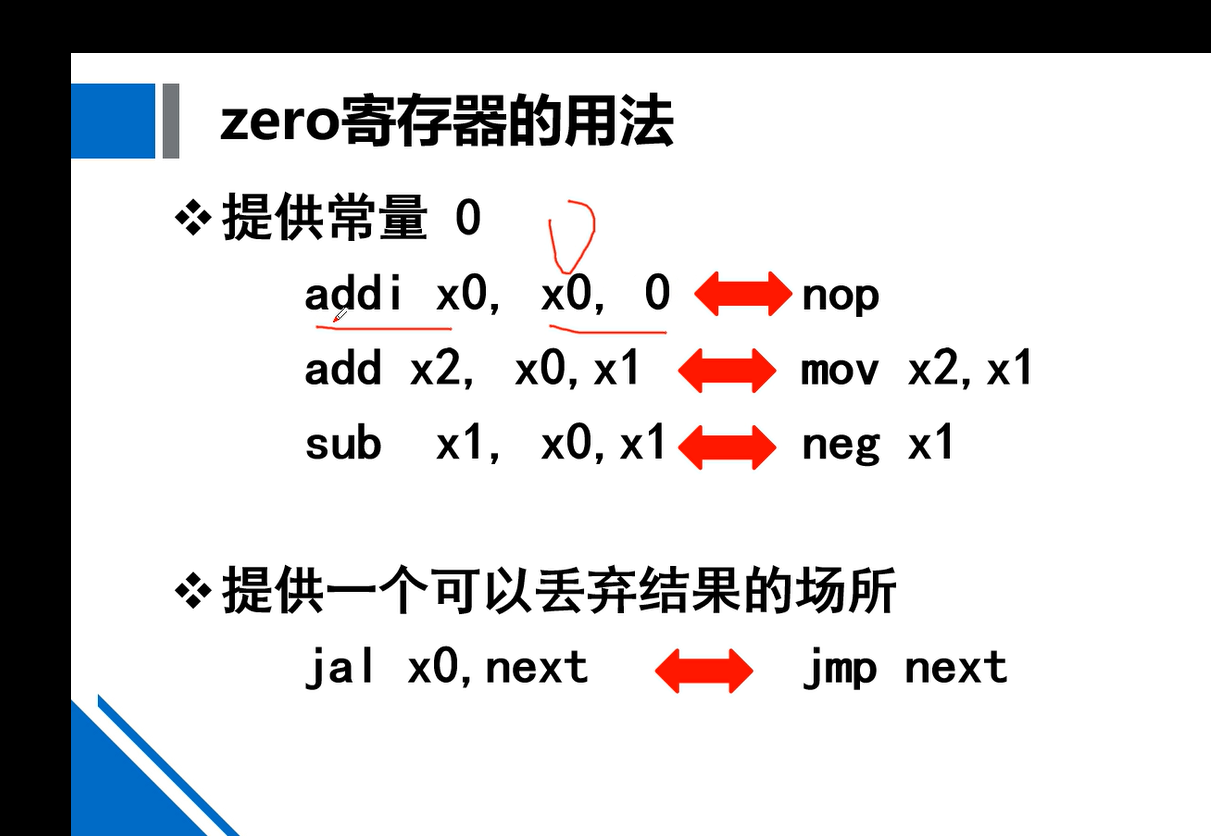 zero寄存器的用法
❖提供常量 0
addi x0, x0, 0 nop
add x2, x0,x1 mov x2,x1
sub x1, x0,x1 neg x1
❖提供一个可以丢弃结果的场所
jal x0,next jmp next